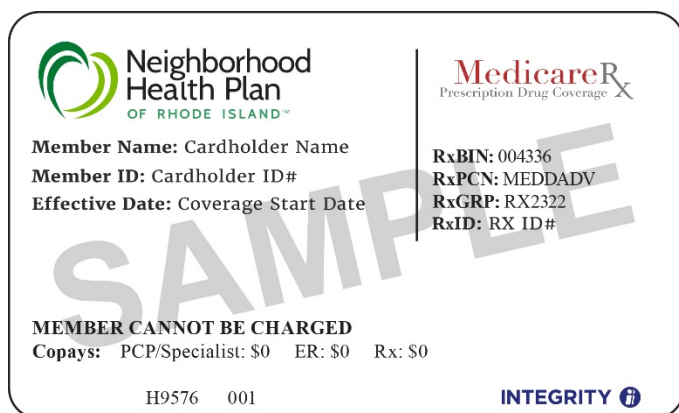 Neighborhood
Health Plan
OF RHODE ISLAND™
Member Name: Cardholder Name
Member ID: Cardholder ID#
Effective Date: Coverage Start Date
MedicareRx
Prescription Drug Coverage
RxBIN: 004336
RxPCN: MEDDADV
RxGRP: RX2322
RxID: RX ID#
SAMPLE
MEMBER CANNOT BE CHARGED
Copays: PCP/Specialist: $0 ER: $0 Rx: $0
H9576 001
INTEGRITY